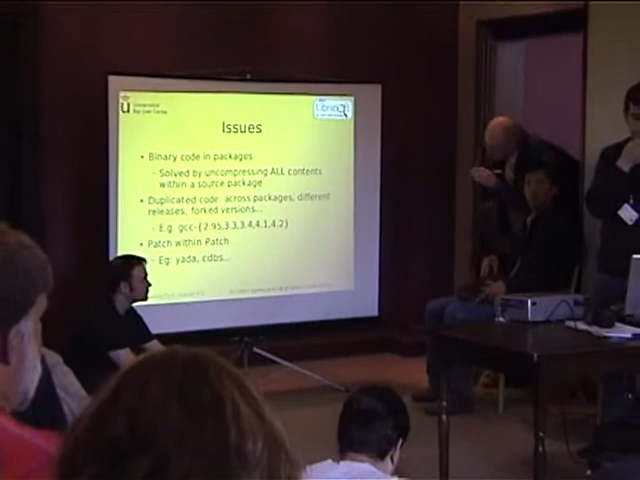 Universidad
Rey Juan Carlos
LibreSoft
Issues
• Binary code in packages
– Solved by uncompressing ALL contents
within a source package
• Duplicated code across packages, different
releases, forked versions...
– E.g. gcc-{2.95,3.3,3.4,4.1,4.2}
• Patch within Patch
– Eg: yada, cdbs...